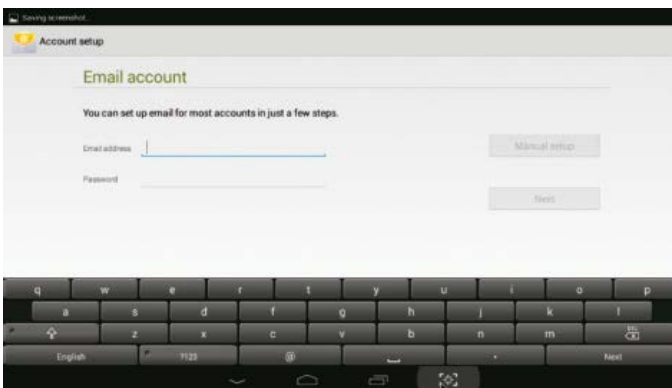 Saving screenshot...
Account setup
Email account
You can set up email for most accounts in just a few steps.
Email address
Manual setup
Password
Next
q w e r t y u i o p
a s d f g h j k l
z x c v b n m DEL
English ?123 @ . Next